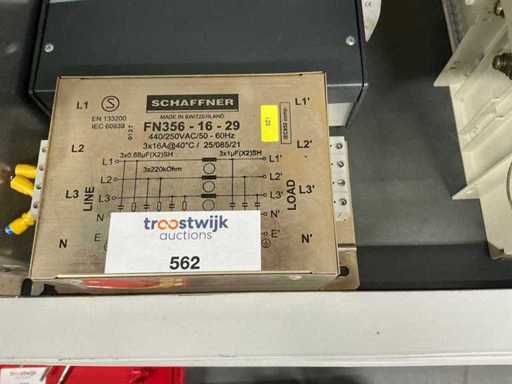 SCHAFFNER
MADE IN SWITZERLAND
FN356 - 16 - 29
440/250VAC/50 - 60Hz
3x16A@40°C / 25/085/21
EN 133200
IEC 60939
0127
521
3x0.68µF(X2)SH
3x1µF(X2)SH
3x220kOhm
L1
L2
L3
N
LINE
L1'
L2'
L3'
N'
LOAD
L1
L2
L3
N
E
L1'
L2'
L3'
N'
E'
troostwijk
auctions
562